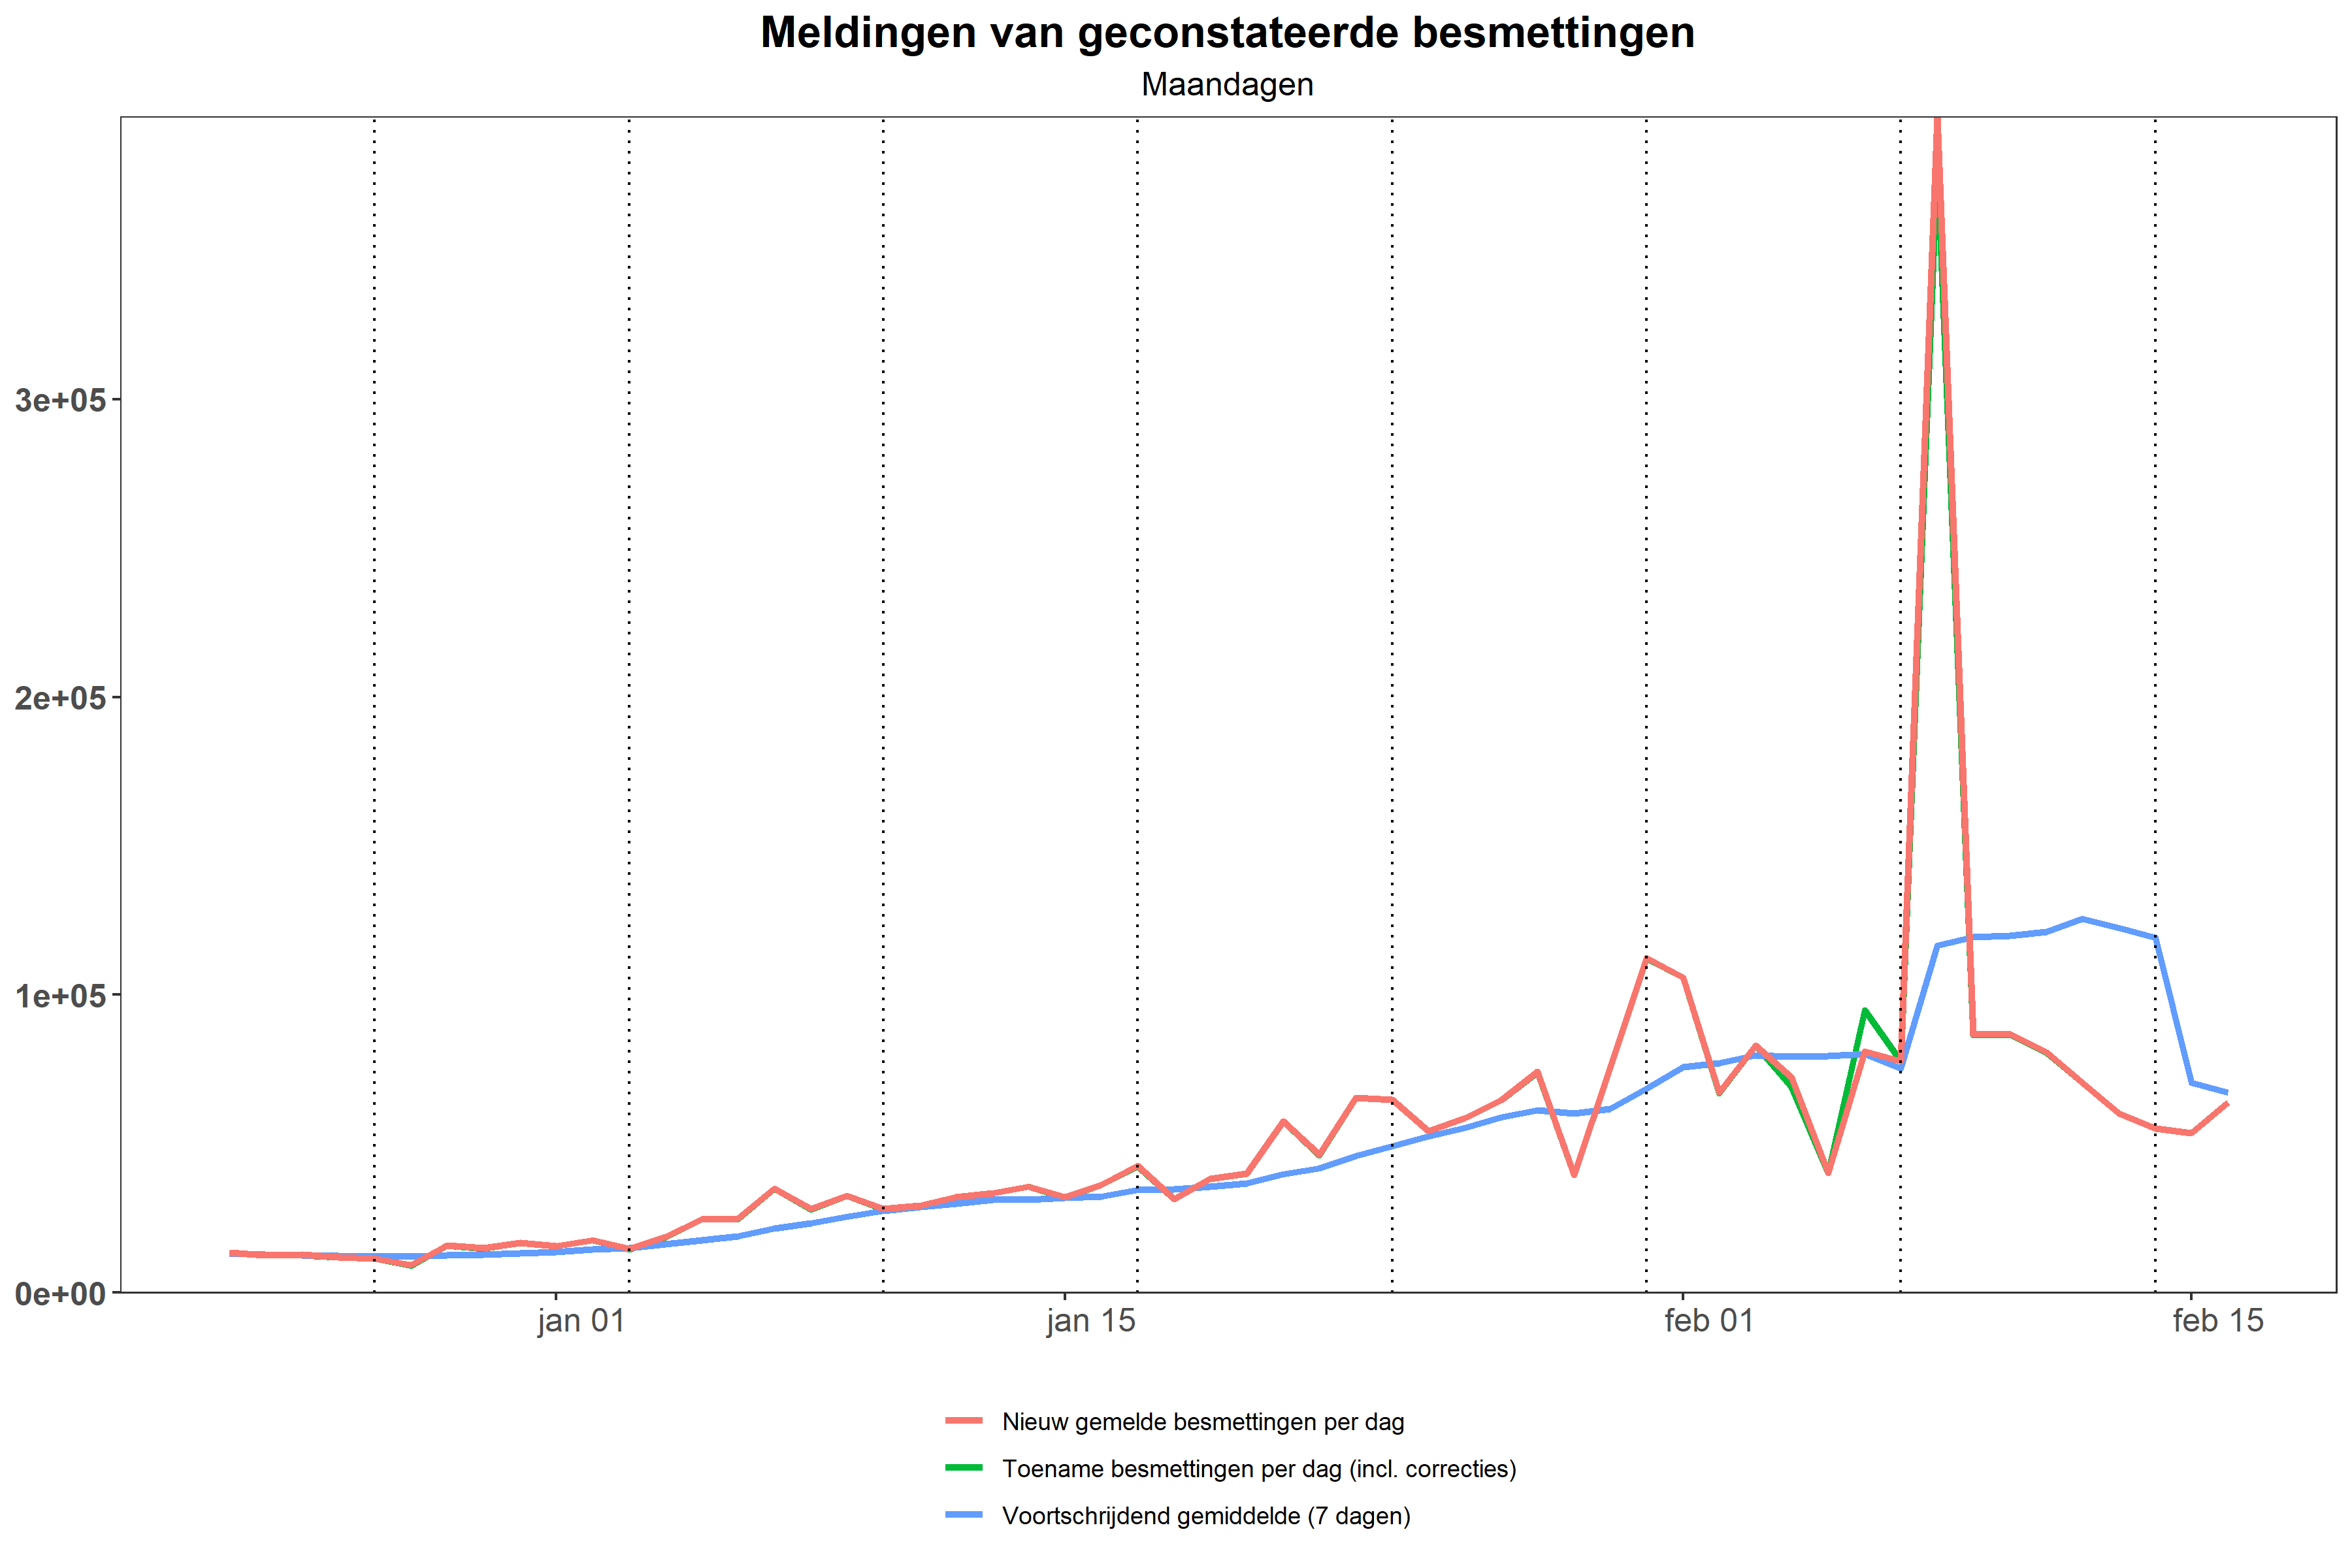 Meldingen van geconstateerde besmettingen
Maandagen
3e+05
2e+05
1e+05
0e+00
jan 01
jan 15
feb 01
feb 15
Nieuw gemelde besmettingen per dag
Toename besmettingen per dag (incl. correcties)
Voortschrijdend gemiddelde (7 dagen)